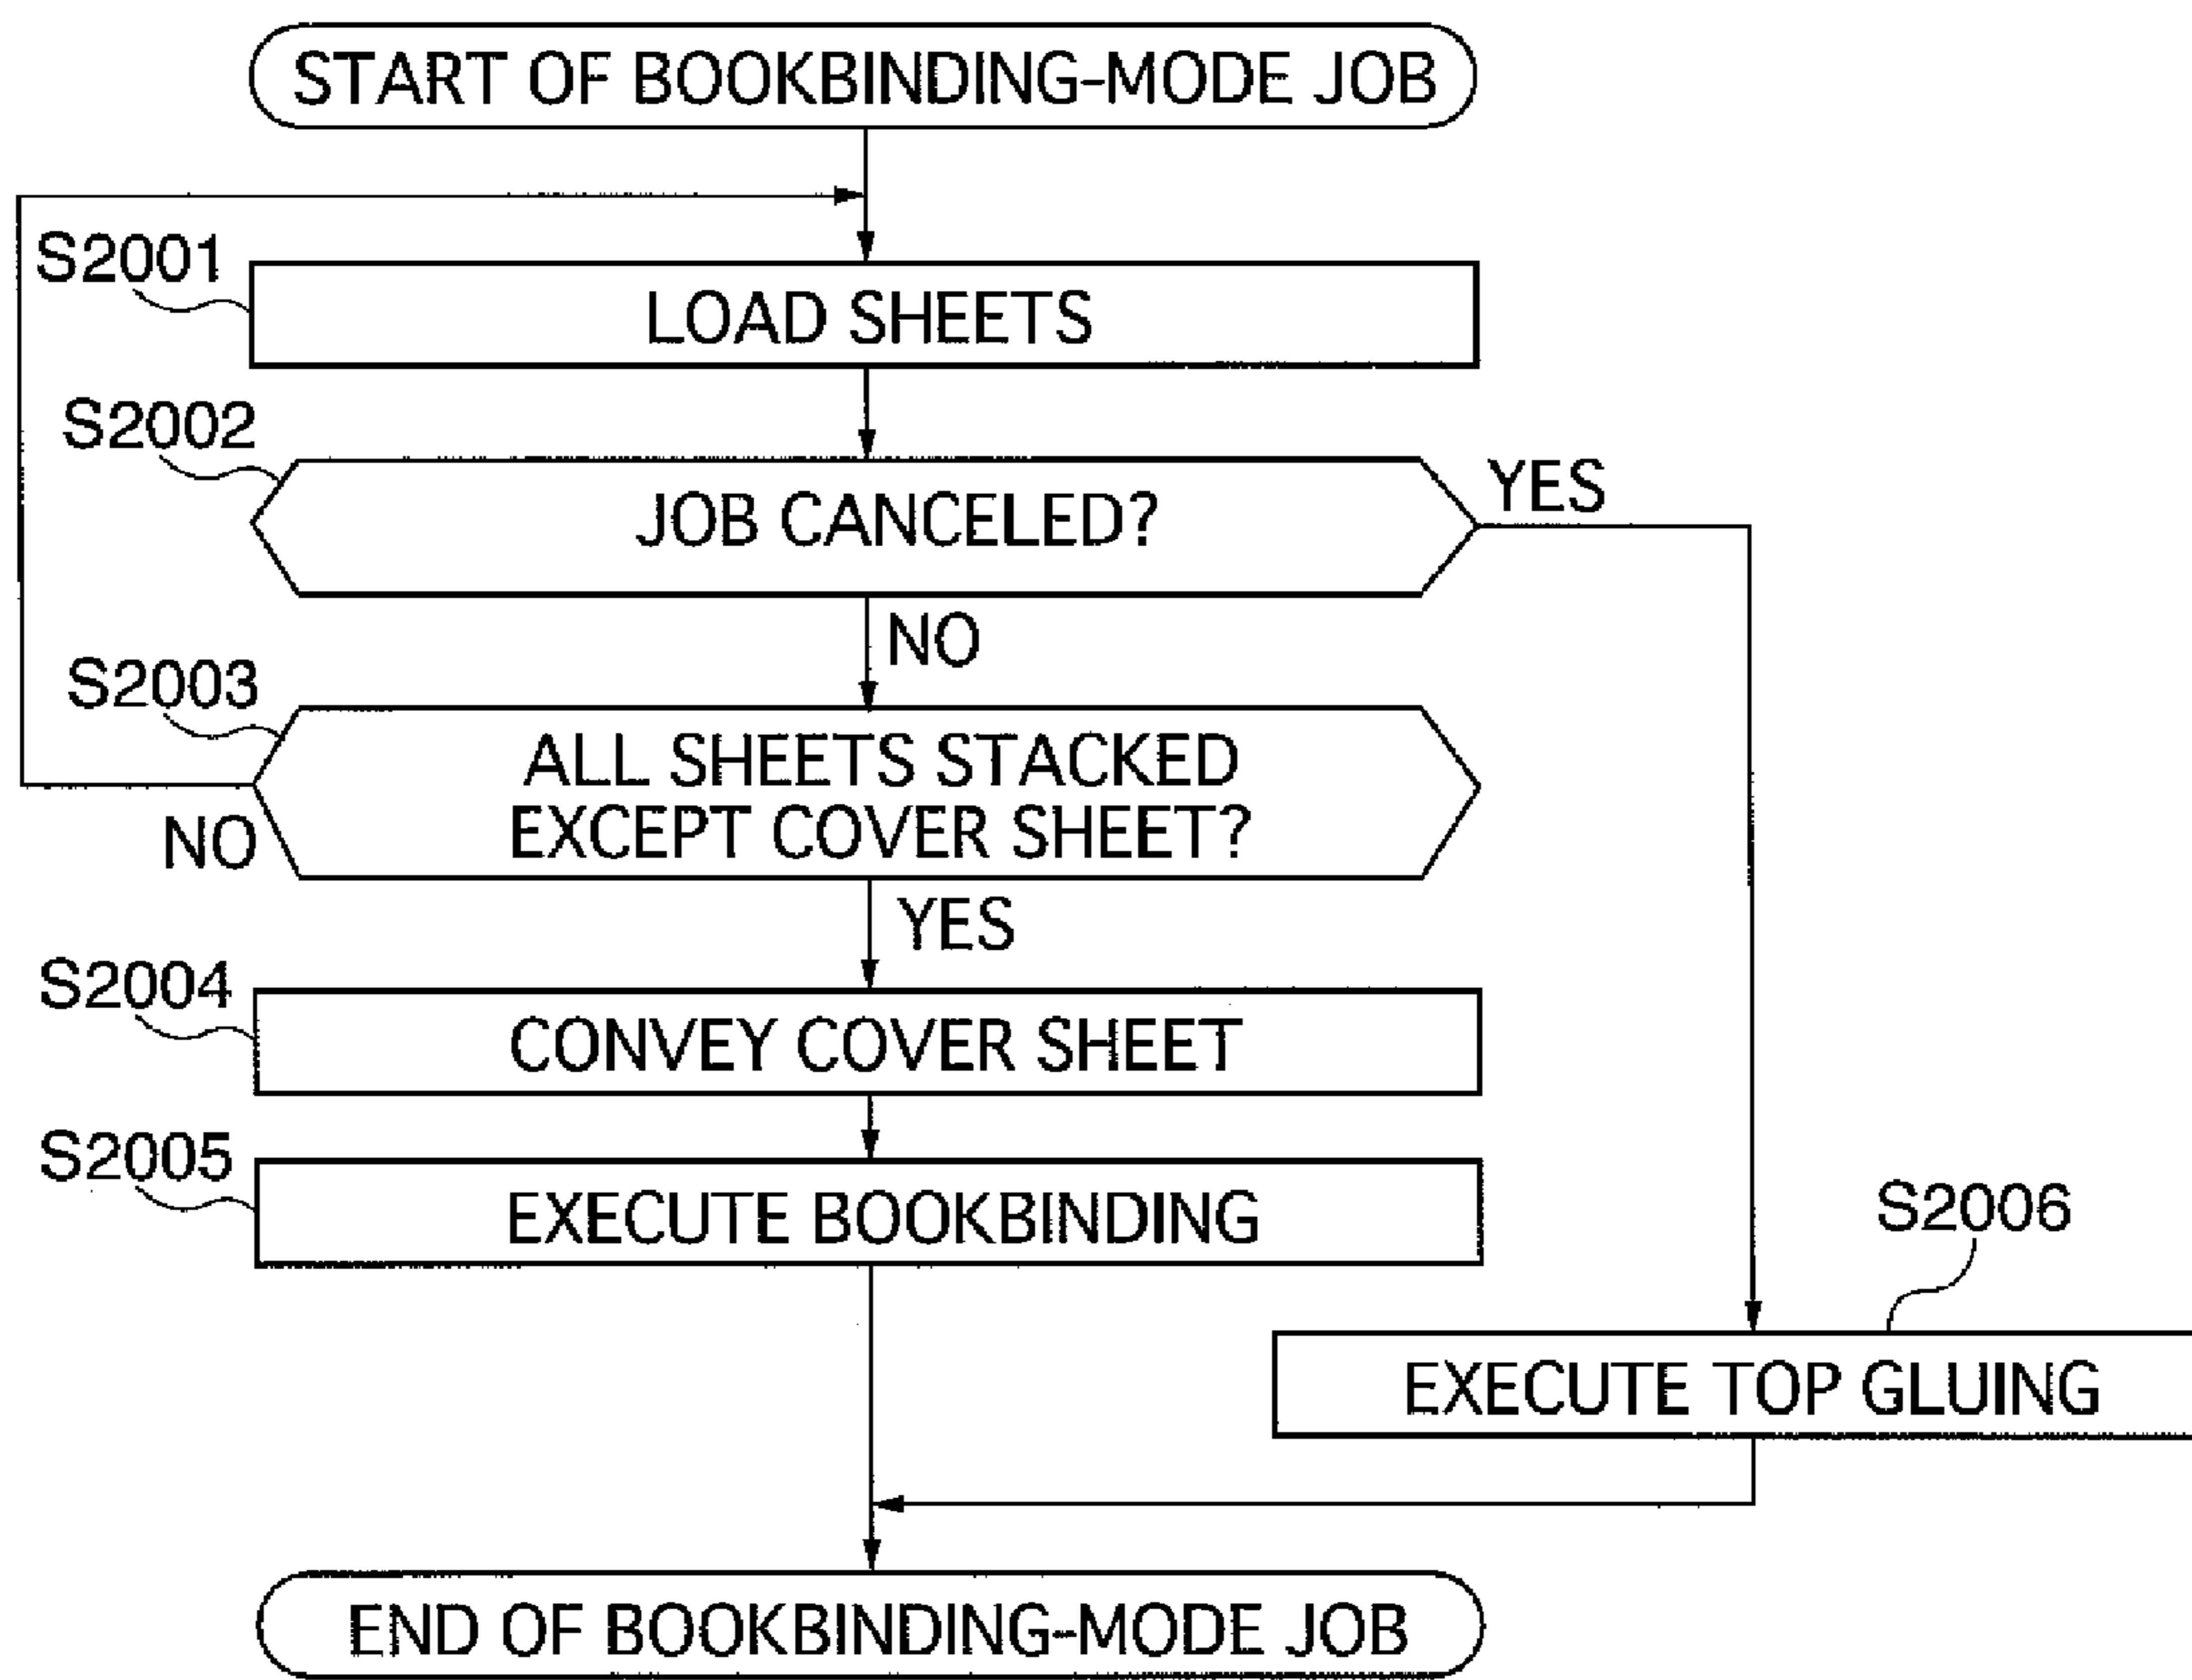 START OF BOOKBINDING-MODE JOB
S2001
LOAD SHEETS
S2002
JOB CANCELED?
YES
NO
S2003
ALL SHEETS STACKED
EXCEPT COVER SHEET?
NO
YES
S2004
CONVEY COVER SHEET
S2005
EXECUTE BOOKBINDING
S2006
EXECUTE TOP GLUING
END OF BOOKBINDING-MODE JOB